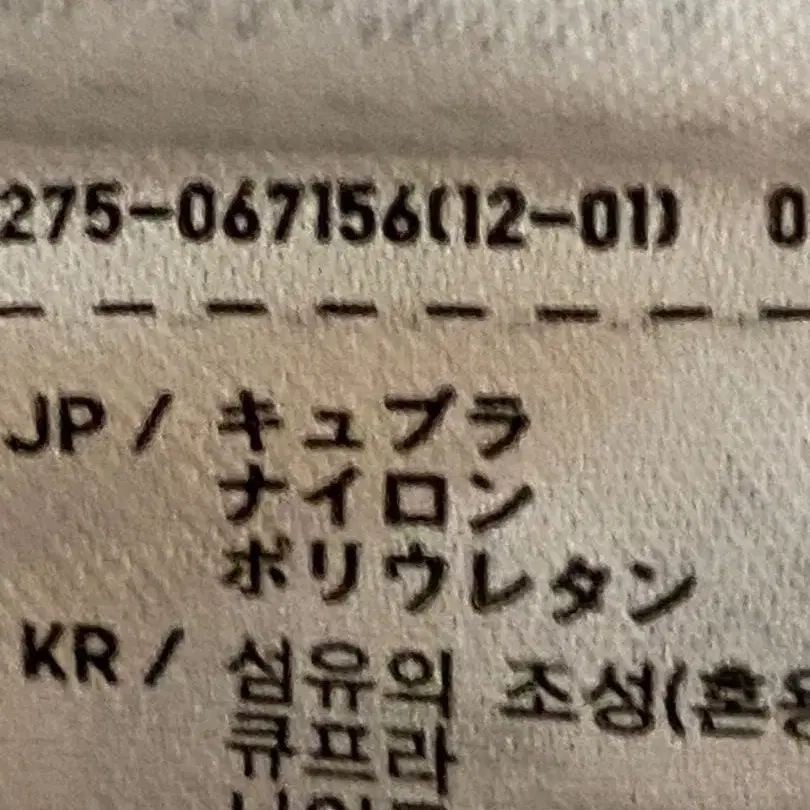 275-067156(12-01) 0
JP / キュプラ
ナイロン
ポリウレタン
KR / 섬유의 조성(혼용
큐프라